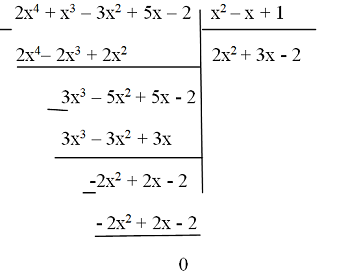 2x⁴ + x³ – 3x² + 5x – 2 x² – x + 1
2x⁴– 2x³ + 2x² 2x² + 3x - 2
3x³ – 5x² + 5x - 2
3x³ – 3x² + 3x
-2x² + 2x - 2
- 2x² + 2x - 2
0